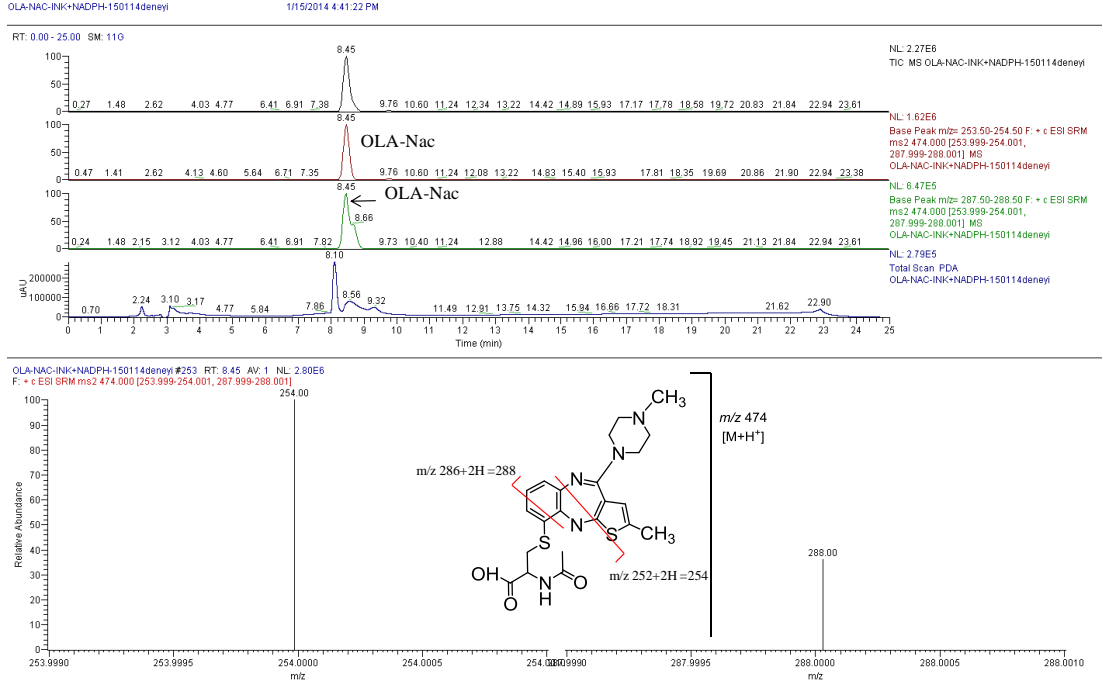 OLA-NAC-INK+NADPH-150114deneyi 1/15/2014 4:41:22 PM
RT: 0.00 - 25.00 SM: 11G
NL: 2.27E6
TIC MS OLA-NAC-INK+NADPH-150114deneyi
100
50
0
8.45
0.27 1.48 2.62 4.03 4.77 6.41 6.91 7.38 9.76 10.60 11.24 12.34 13.22 14.42 14.89 15.93 17.17 17.78 18.58 19.72 20.83 21.84 22.94 23.61
NL: 1.62E6
Base Peak m/z= 253.50-254.50 F: + c ESI SRM
ms2 474.000 [253.999-254.001,
287.999-288.001] MS
OLA-NAC-INK+NADPH-150114deneyi
100
50
0
8.45
OLA-Nac
0.47 1.41 2.62 4.13 4.60 5.64 6.71 7.35 9.76 10.60 11.24 12.08 13.22 14.83 15.40 15.93 17.81 18.35 19.69 20.86 21.90 22.94 23.38
NL: 6.47E5
Base Peak m/z= 287.50-288.50 F: + c ESI SRM
ms2 474.000 [253.999-254.001,
287.999-288.001] MS
OLA-NAC-INK+NADPH-150114deneyi
100
50
0
8.45
OLA-Nac
8.66
0.24 1.48 2.15 3.12 4.03 4.77 6.41 6.91 7.82 9.73 10.40 11.24 12.88 14.42 14.96 16.00 17.21 17.74 18.92 19.45 21.13 21.84 22.94 23.61
NL: 2.79E5
Total Scan PDA
OLA-NAC-INK+NADPH-150114deneyi
uAU
200000
100000
0
8.10
0.70 2.24 3.10 3.17 4.77 5.84 7.86 8.56 9.32 11.49 12.91 13.75 14.32 15.94 16.66 17.72 18.31 21.62 22.90
0 1 2 3 4 5 6 7 8 9 10 11 12 13 14 15 16 17 18 19 20 21 22 23 24 25
Time (min)
OLA-NAC-INK+NADPH-150114deneyi #253 RT: 8.45 AV: 1 NL: 2.80E6
F: + c ESI SRM ms2 474.000 [253.999-254.001, 287.999-288.001]
Relative Abundance
100
90
80
70
60
50
40
30
20
10
0
254.00
288.00
m/z 474
[M+H⁺]
CH₃
N
N
m/z 286+2H =288
N
N
S
CH₃
S
m/z 252+2H =254
OH
O
N
H
O
253.9990 253.9995 254.0000 254.0005 287.9995 288.0000 288.0005 288.0010
m/z m/z